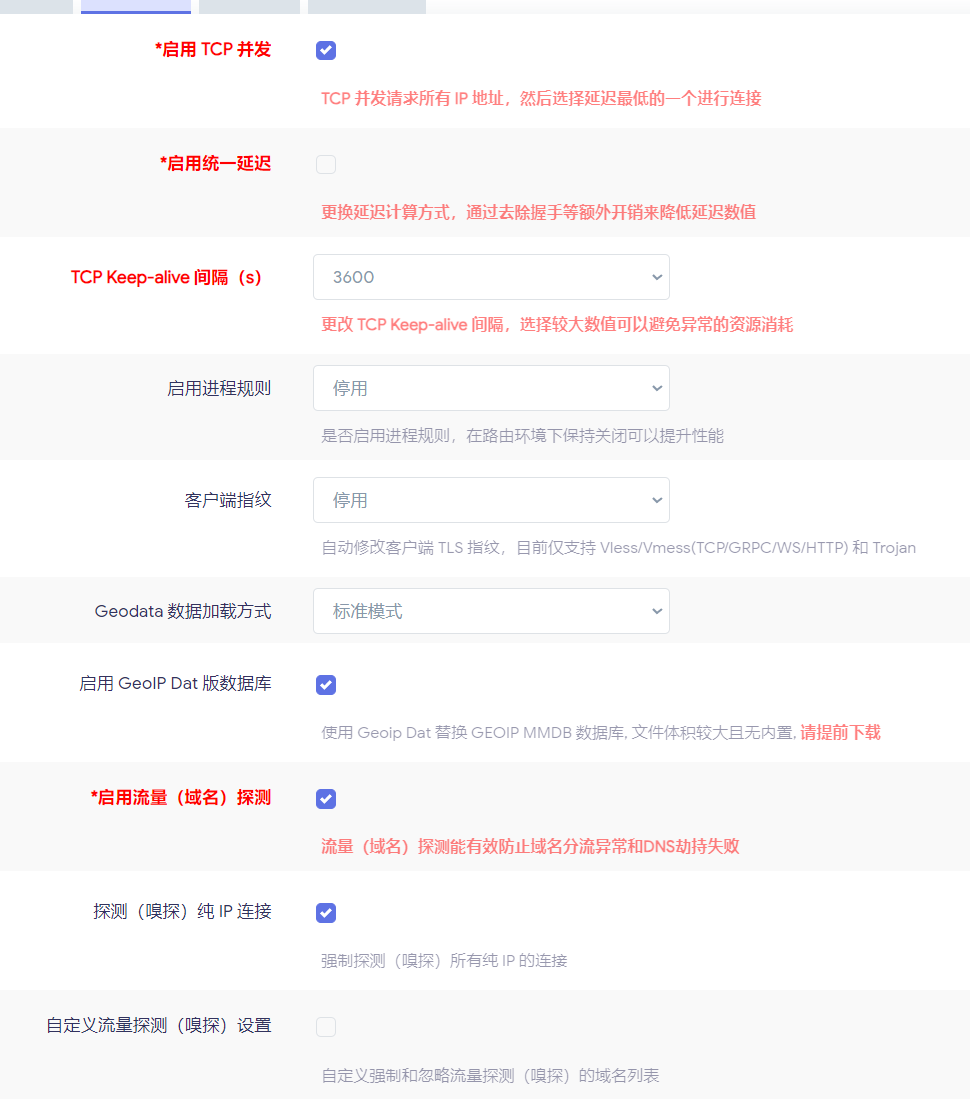 *启用 TCP 并发
TCP 并发请求所有 IP 地址，然后选择延迟最低的一个进行连接
*启用统一延迟
更换延迟计算方式，通过去除握手等额外开销来降低延迟数值
TCP Keep-alive 间隔（s）
3600
更改 TCP Keep-alive 间隔，选择较大数值可以避免异常的资源消耗
启用进程规则
停用
是否启用进程规则，在路由环境下保持关闭可以提升性能
客户端指纹
停用
自动修改客户端 TLS 指纹，目前仅支持 Vless/Vmess(TCP/GRPC/WS/HTTP) 和 Trojan
Geodata 数据加载方式
标准模式
启用 GeoIP Dat 版数据库
使用 Geoip Dat 替换 GEOIP MMDB 数据库, 文件体积较大且无内置, 请提前下载
*启用流量（域名）探测
流量（域名）探测能有效防止域名分流异常和DNS劫持失败
探测（嗅探）纯 IP 连接
强制探测（嗅探）所有纯 IP 的连接
自定义流量探测（嗅探）设置
自定义强制和忽略流量探测（嗅探）的域名列表